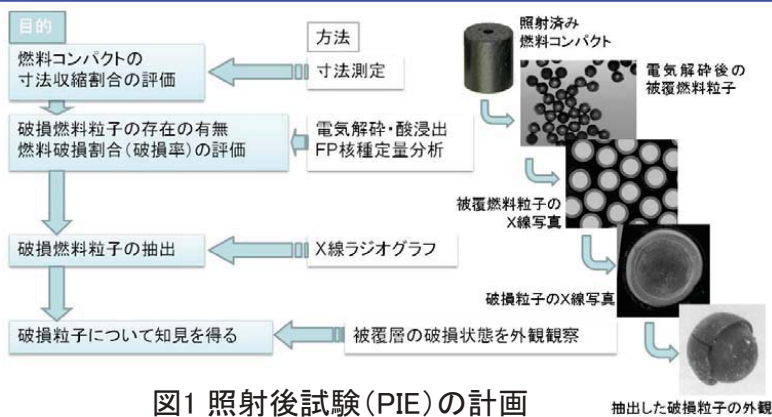 目的
方法
燃料コンパクトの
寸法収縮割合の評価
寸法測定
破損燃料粒子の存在の有無
燃料破損割合(破損率)の評価
電気解砕・酸浸出
FP核種定量分析
破損燃料粒子の抽出
X線ラジオグラフ
破損粒子について知見を得る
被覆層の破損状態を外観観察
照射済み
燃料コンパクト
電気解砕後の
被覆燃料粒子
被覆燃料粒子の
X線写真
破損粒子のX線写真
抽出した破損粒子の外観
図1 照射後試験(PIE)の計画